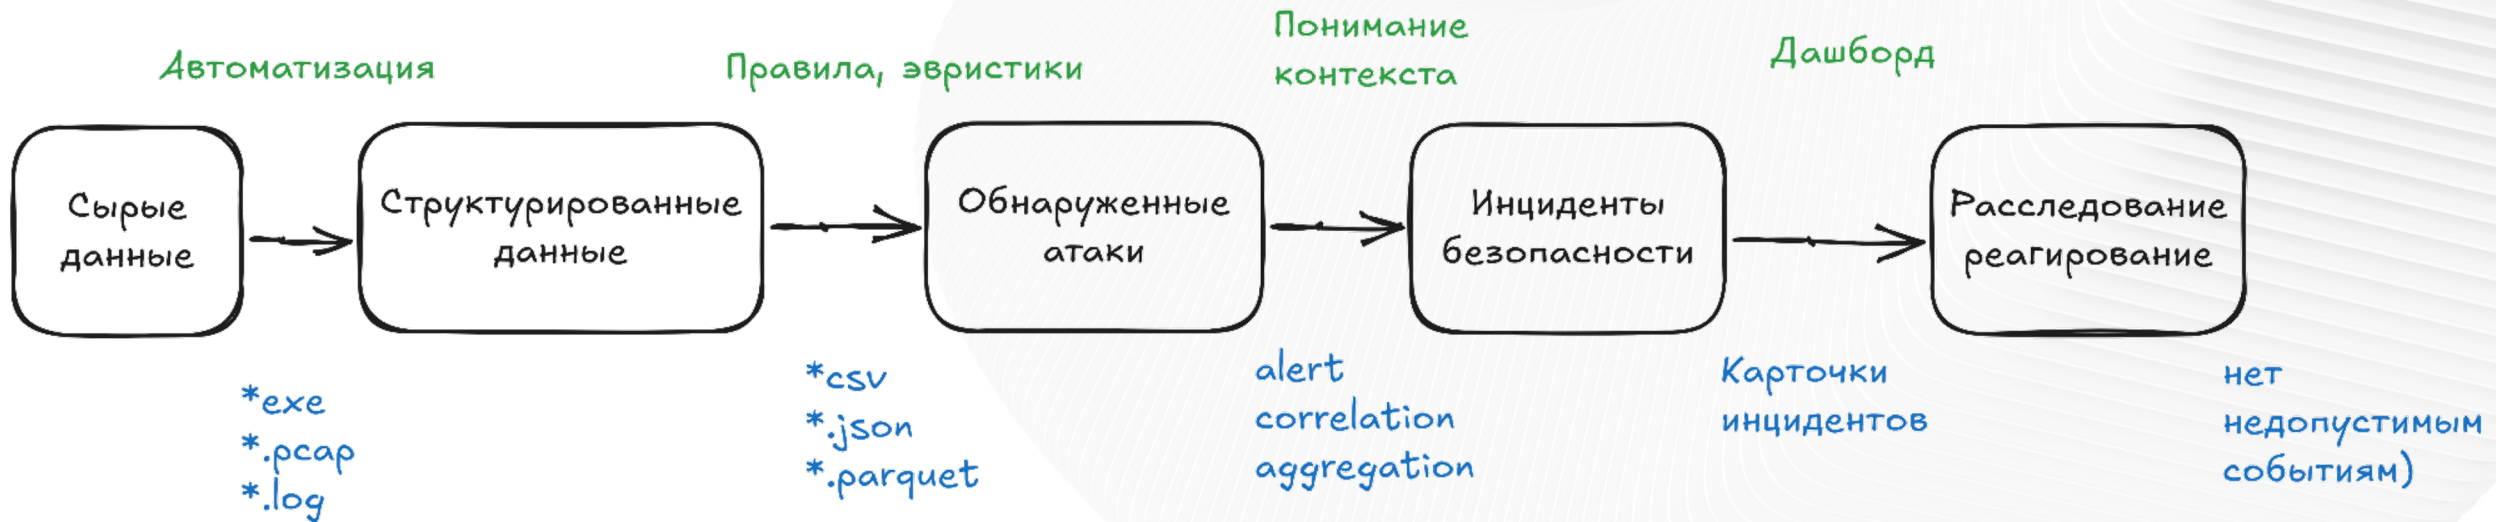 Автоматизация
Правила, эвристики
Понимание
контекста
Дашборд
Сырые
данные
Структурированные
данные
Обнаруженные
атаки
Инциденты
безопасности
Расследование
реагирование
*exe
*.pcap
*.log
*csv
*.json
*.parquet
alert
correlation
aggregation
Карточки
инцидентов
нет
недопустимым
событиям)